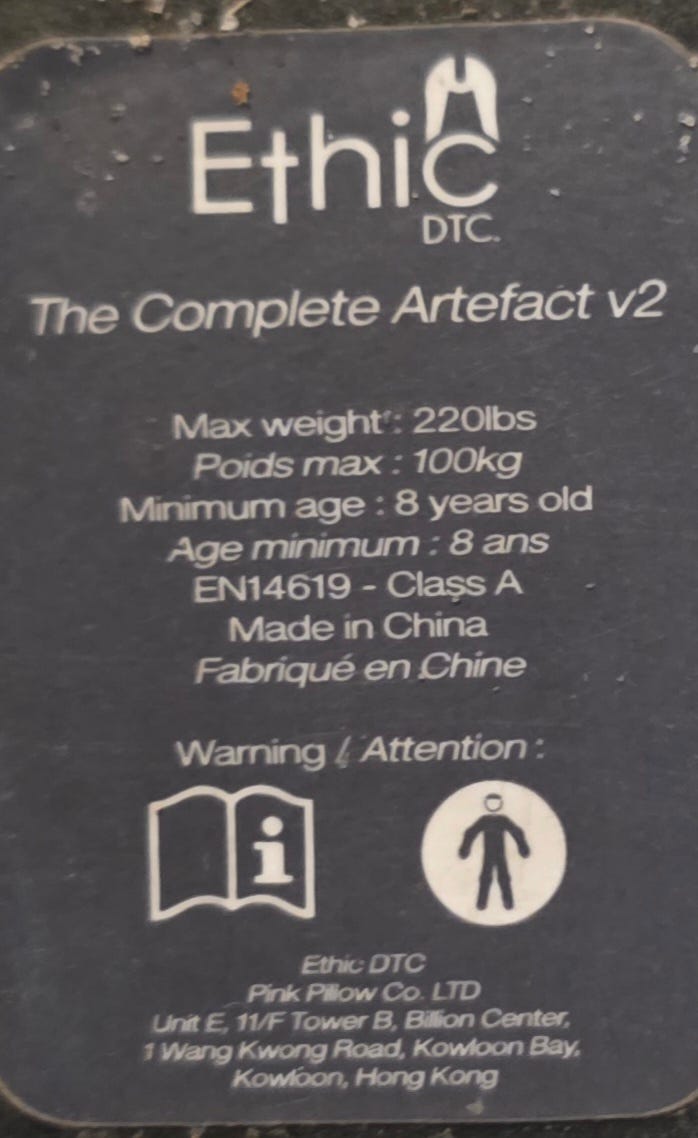 Ethic
DTC.
The Complete Artefact v2
Max weight : 220lbs
Poids max : 100kg
Minimum age : 8 years old
Age minimum : 8 ans
EN14619 - Class A
Made in China
Fabriqué en Chine
Warning / Attention :
i
Ethic DTC
Pink Pillow Co. LTD
Unit E, 11/F Tower B, Billion Center,
1 Wang Kwong Road, Kowloon Bay,
Kowloon, Hong Kong